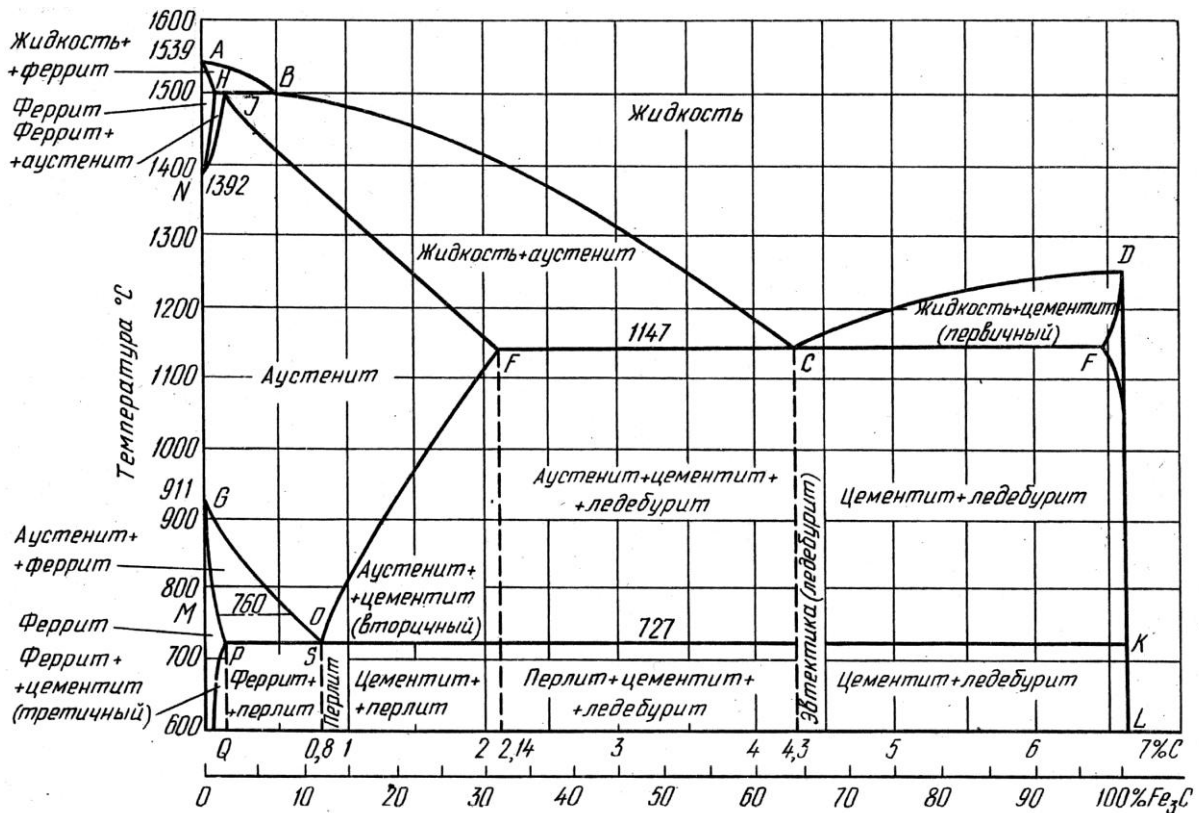 1600
1539
Жидкость+
+феррит
A
H
J
B
1500
Феррит
Феррит+
+аустенит
Жидкость
1400
N
1392
1300
Жидкость+аустенит
D
Температура °C
1200
Жидкость+цементит
(первичный)
1147
F
C
F
1100
Аустенит
1000
Аустенит+цементит+
+ледебурит
Цементит+ледебурит
911
G
900
Аустенит+
+феррит
Эвтектика (ледебурит)
800
M
760
O
Аустенит+
+цементит
(вторичный)
727
Феррит
700
P
S
K
Феррит+
+цементит
(третичный)
Феррит+
+перлит
Перлит
Цементит+
+перлит
Перлит+цементит+
+ледебурит
Цементит+ледебурит
600
L
Q
0,8
1
2
2,14
3
4
4,3
5
6
7%C
0
10
20
30
40
50
60
70
80
90
100%Fe₃C